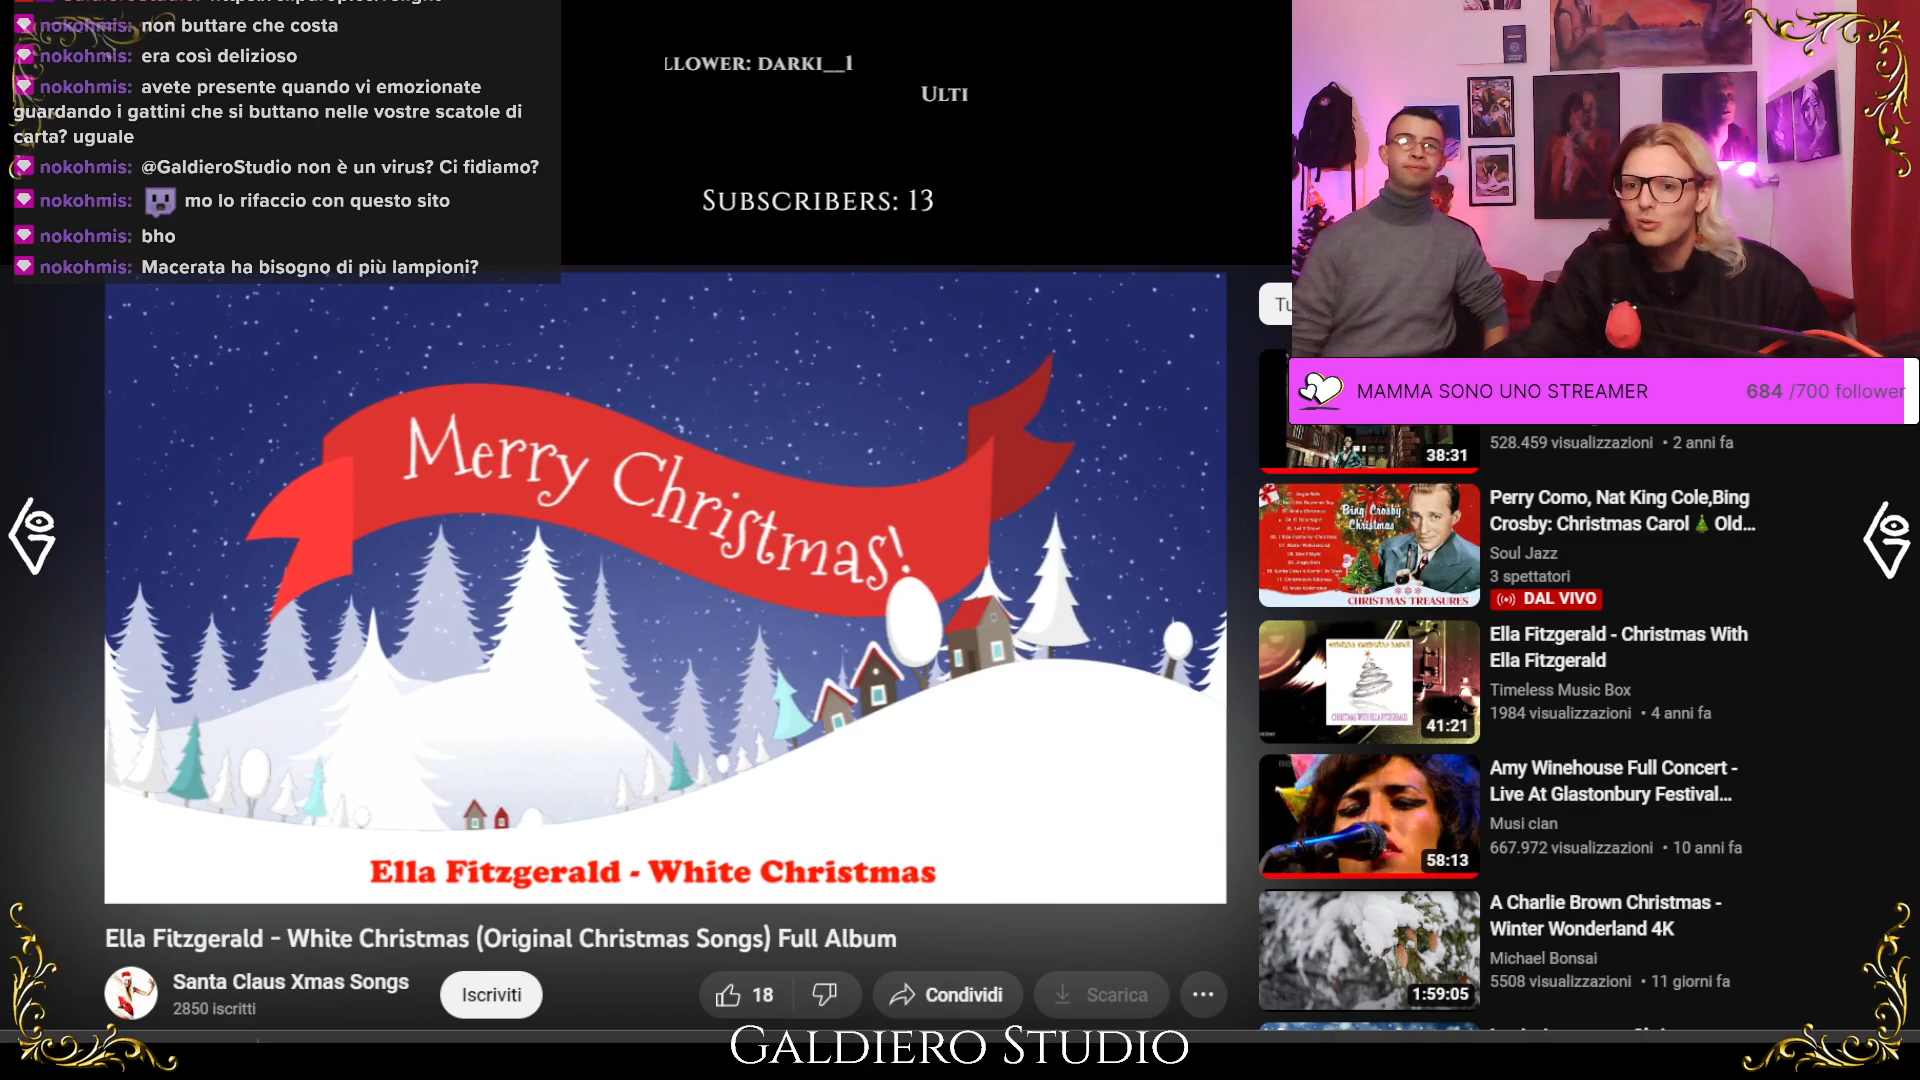 nokohmis: non buttare che costa
nokohmis: era così delizioso
nokohmis: avete presente quando vi emozionate
guardando i gattini che si buttano nelle vostre scatole di
carta? uguale
nokohmis: @GaldieroStudio non è un virus? Ci fidiamo?
nokohmis: mo lo rifaccio con questo sito
nokohmis: bho
nokohmis: Macerata ha bisogno di più lampioni?
LLOWER: DARKI__1
ULTI
SUBSCRIBERS: 13
MAMMA SONO UNO STREAMER
684 /700 follower
Merry Christmas!
Ella Fitzgerald - White Christmas
Ella Fitzgerald - White Christmas (Original Christmas Songs) Full Album
Santa Claus Xmas Songs
2850 iscritti
Iscriviti
18
Condividi
Scarica
Tu
38:31
528.459 visualizzazioni • 2 anni fa
Bing Crosby
Christmas
CHRISTMAS TREASURES
Perry Como, Nat King Cole,Bing
Crosby: Christmas Carol 🎄 Old...
Soul Jazz
3 spettatori
DAL VIVO
41:21
Ella Fitzgerald - Christmas With
Ella Fitzgerald
Timeless Music Box
1984 visualizzazioni • 4 anni fa
58:13
Amy Winehouse Full Concert -
Live At Glastonbury Festival...
Musi cian
667.972 visualizzazioni • 10 anni fa
1:59:05
A Charlie Brown Christmas -
Winter Wonderland 4K
Michael Bonsai
5508 visualizzazioni • 11 giorni fa
GALDIERO STUDIO